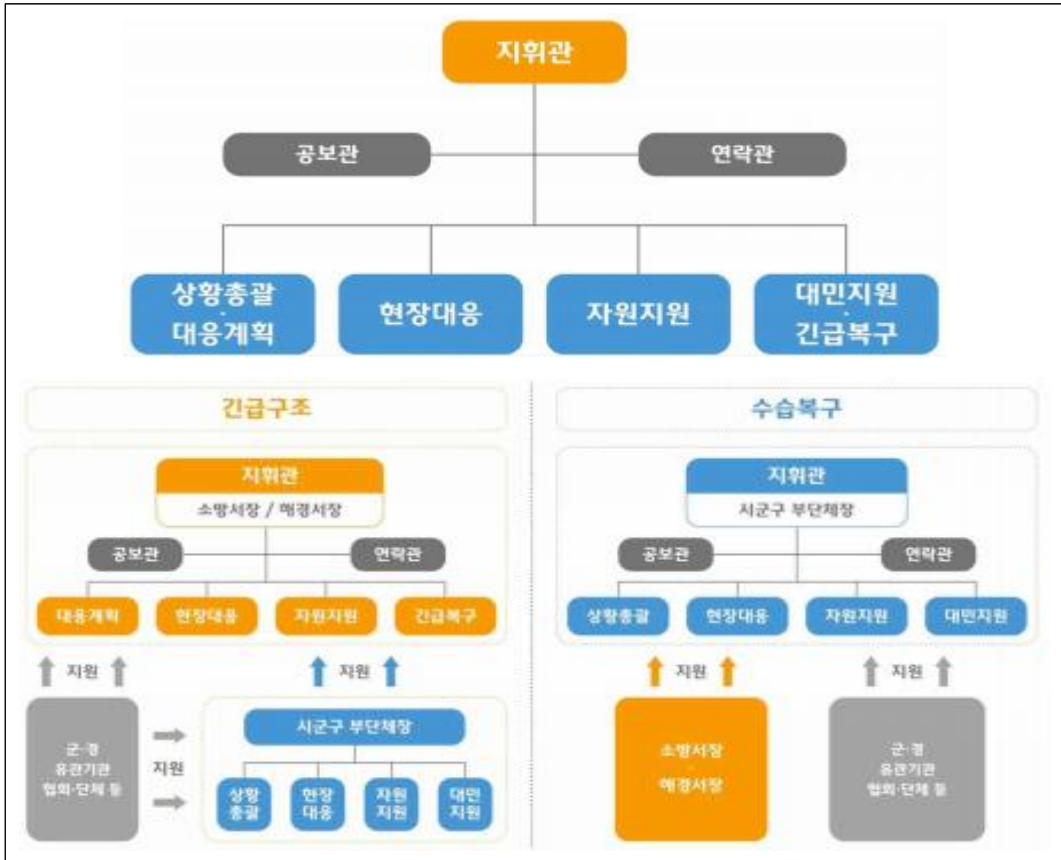 지휘관
공보관
연락관
상황총괄
·
대응계획
현장대응
자원지원
대민지원
·
긴급복구
긴급구조
지휘관
소방서장 / 해경서장
공보관
연락관
대응계획
현장대응
자원지원
긴급복구
지원
지원
군·경
유관기관
협회·단체 등
지원
시군구 부단체장
상황
총괄
현장
대응
자원
지원
대민
지원
수습복구
지휘관
시군구 부단체장
공보관
연락관
상황총괄
현장대응
자원지원
대민지원
지원
지원
소방서장
·
해경서장
군·경
유관기관
협회·단체 등